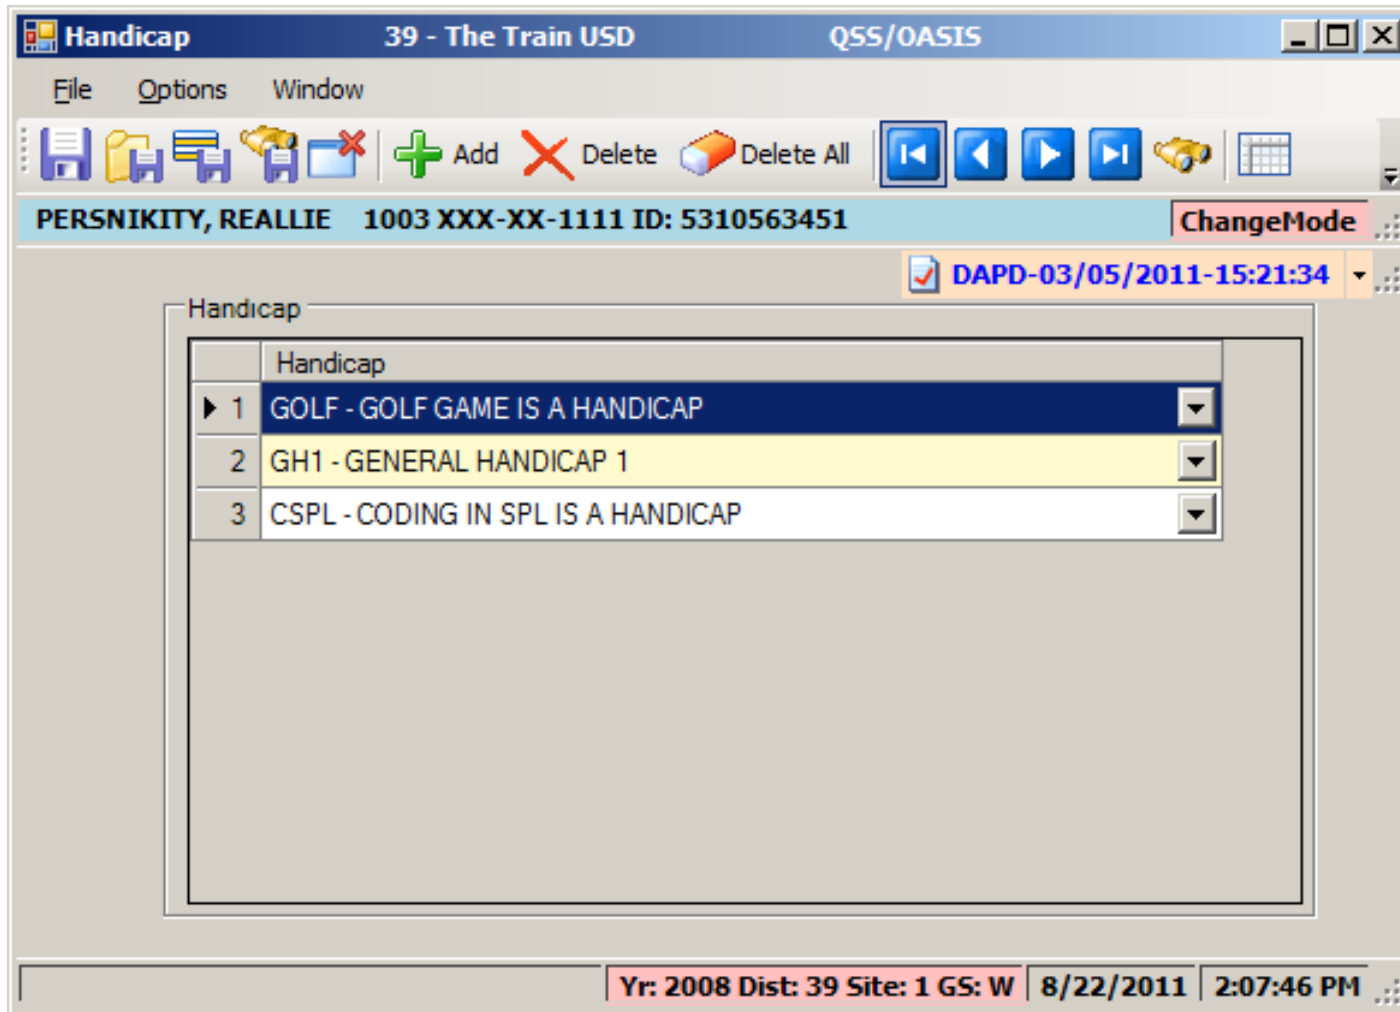 Handicap 39 - The Train USD QSS/OASIS
File Options Window
Add Delete Delete All
PERSNIKITY, REALLIE 1003 XXX-XX-1111 ID: 5310563451 ChangeMode
DAPD-03/05/2011-15:21:34
Handicap
Handicap
1 GOLF - GOLF GAME IS A HANDICAP
2 GH1 - GENERAL HANDICAP 1
3 CSPL - CODING IN SPL IS A HANDICAP
Yr: 2008 Dist: 39 Site: 1 GS: W 8/22/2011 2:07:46 PM